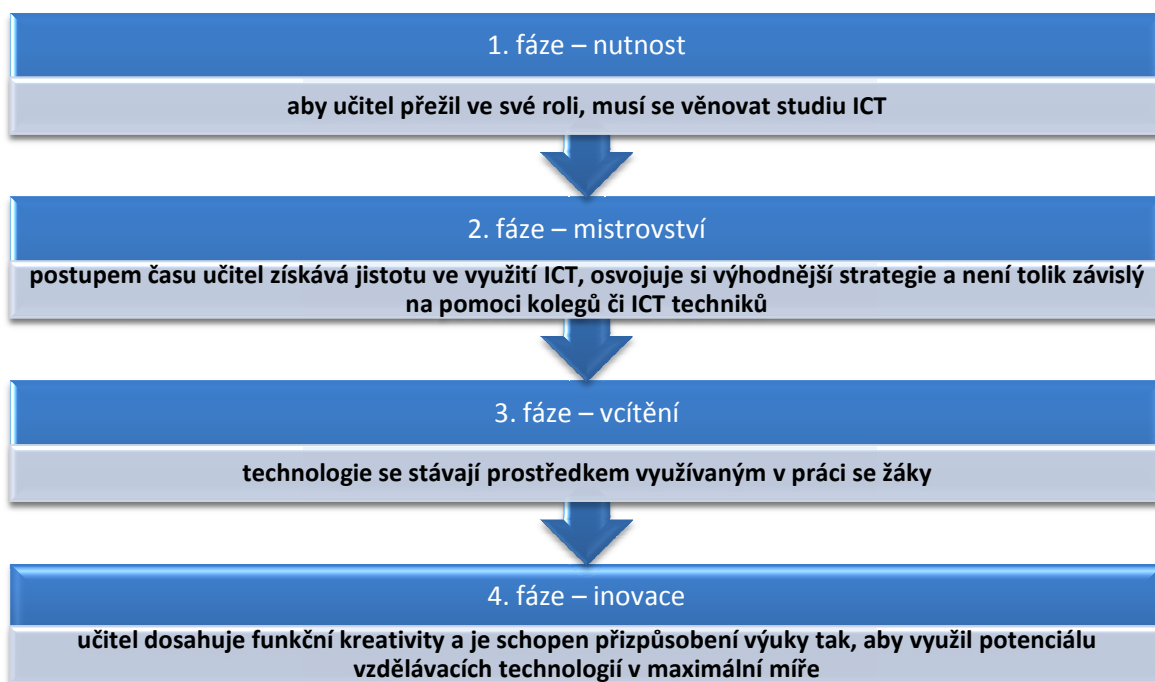 1. fáze – nutnost
aby učitel přežil ve své roli, musí se věnovat studiu ICT
2. fáze – mistrovství
postupem času učitel získává jistotu ve využití ICT, osvojuje si výhodnější strategie a není tolik závislý
na pomoci kolegů či ICT techniků
3. fáze – vcítění
technologie se stávají prostředkem využívaným v práci se žáky
4. fáze – inovace
učitel dosahuje funkční kreativity a je schopen přizpůsobení výuky tak, aby využil potenciálu
vzdělávacích technologií v maximální míře